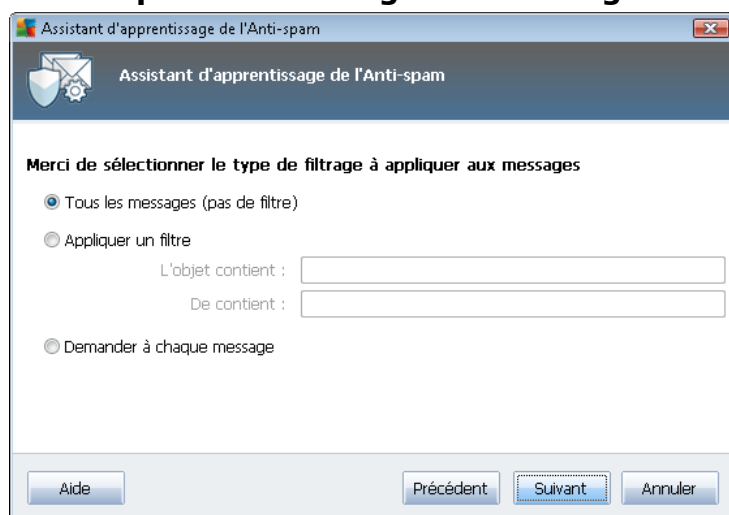 Assistant d'apprentissage de l'Anti-spam
Assistant d'apprentissage de l'Anti-spam
Merci de sélectionner le type de filtrage à appliquer aux messages
Tous les messages (pas de filtre)
Appliquer un filtre
L'objet contient :
De contient :
Demander à chaque message
Aide
Précédent
Suivant
Annuler